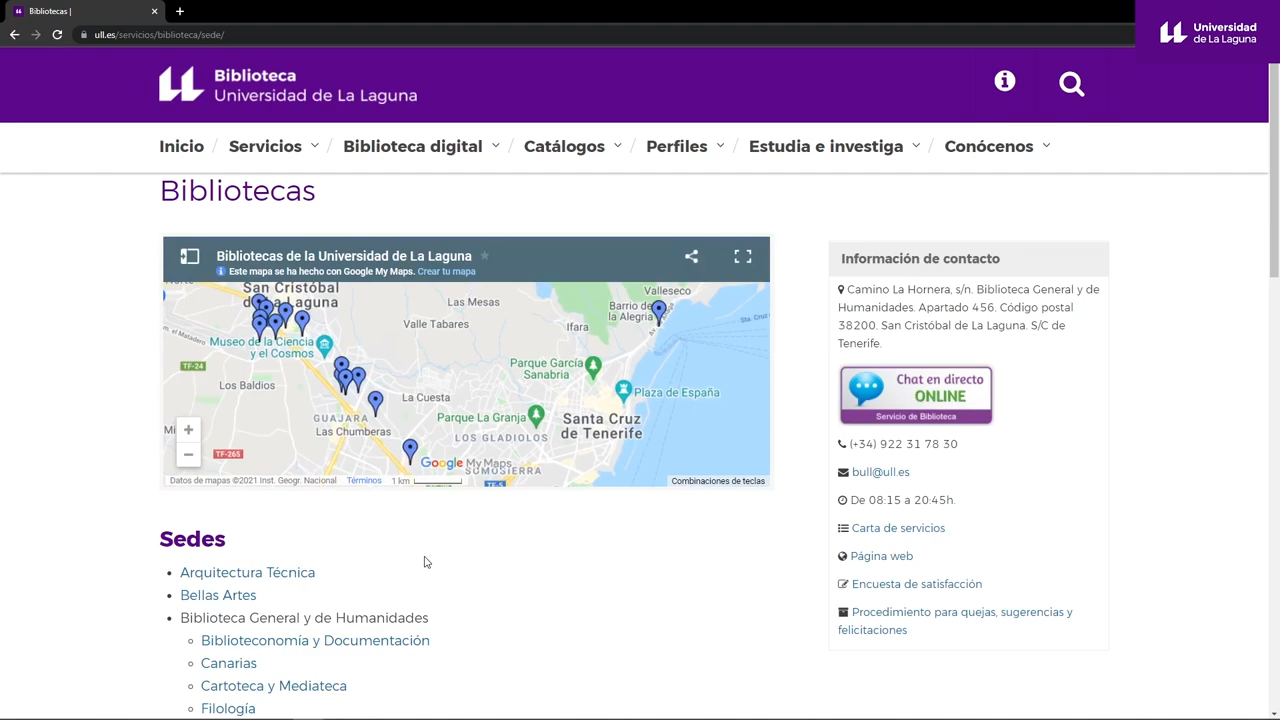 Bibliotecas |
ull.es/servicios/biblioteca/sede/
Universidad
de La Laguna
Biblioteca
Universidad de La Laguna
Inicio / Servicios / Biblioteca digital / Catálogos / Perfiles / Estudia e investiga / Conócenos
Bibliotecas
Bibliotecas de la Universidad de La Laguna
Este mapa se ha hecho con Google My Maps. Crear tu mapa
San Cristóbal
de La Laguna
Las Mesas
Valleseco
Barrio de
la Alegría
Valle Tabares
Ifara
Museo de la Ciencia
y el Cosmos
TF-24
Parque García
Sanabria
Los Baldios
La Cuesta
Plaza de España
GUAJARA
Parque La Granja
Santa Cruz
de Tenerife
Las Chumberas
LOS GLADIOLOS
TF-265
Google My Maps
SOMOSIERRA
TF-5
Datos de mapas ©2021 Inst. Geogr. Nacional Términos 1 km
Combinaciones de teclas
Sedes
• Arquitectura Técnica
• Bellas Artes
• Biblioteca General y de Humanidades
Biblioteconomía y Documentación
Canarias
Cartoteca y Mediateca
Filología
Información de contacto
Camino La Hornera, s/n. Biblioteca General y de
Humanidades. Apartado 456. Código postal
38200. San Cristóbal de La Laguna. S/C de
Tenerife.
Chat en directo
ONLINE
Servicio de Biblioteca
(+34) 922 31 78 30
bull@ull.es
De 08:15 a 20:45h.
Carta de servicios
Página web
Encuesta de satisfacción
Procedimiento para quejas, sugerencias y
felicitaciones